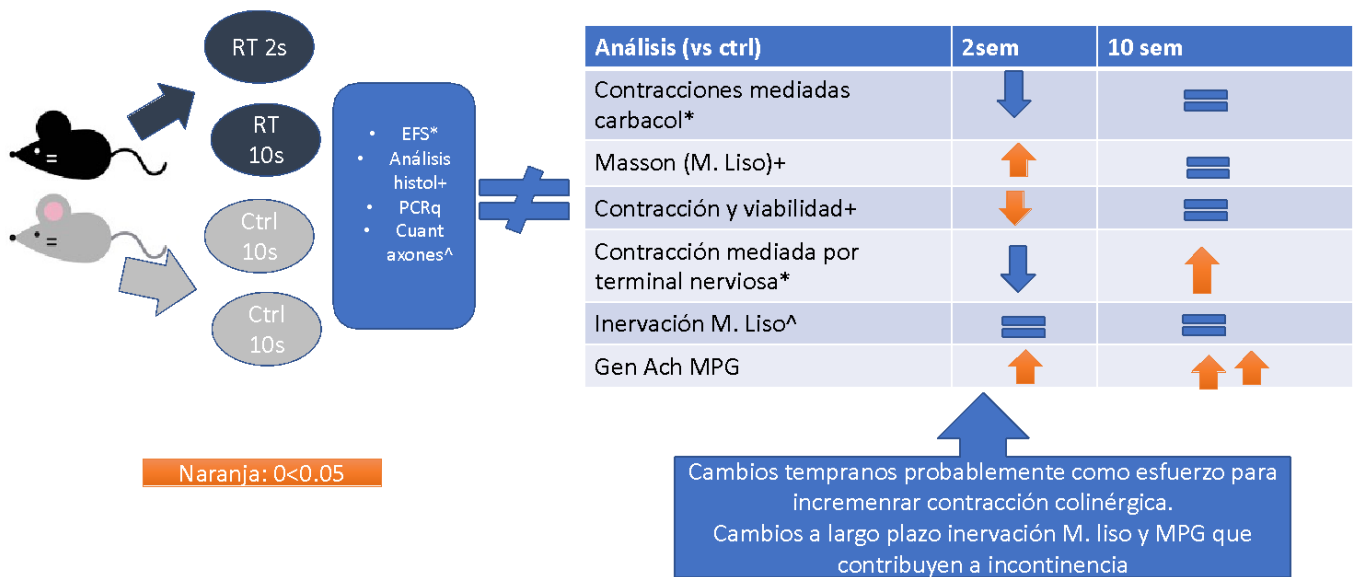 RT 2s
RT
10s
Ctrl
10s
Ctrl
10s
• EFS*
• Análisis
histol+
• PCRq
• Cuant
axones^
Análisis (vs ctrl) 2sem 10 sem
Contracciones mediadas
carbacol*
Masson (M. Liso)+
Contracción y viabilidad+
Contracción mediada por
terminal nerviosa*
Inervación M. Liso^
Gen Ach MPG
Naranja: 0<0.05
Cambios tempranos probablemente como esfuerzo para
incremenrar contracción colinérgica.
Cambios a largo plazo inervación M. liso y MPG que
contribuyen a incontinencia